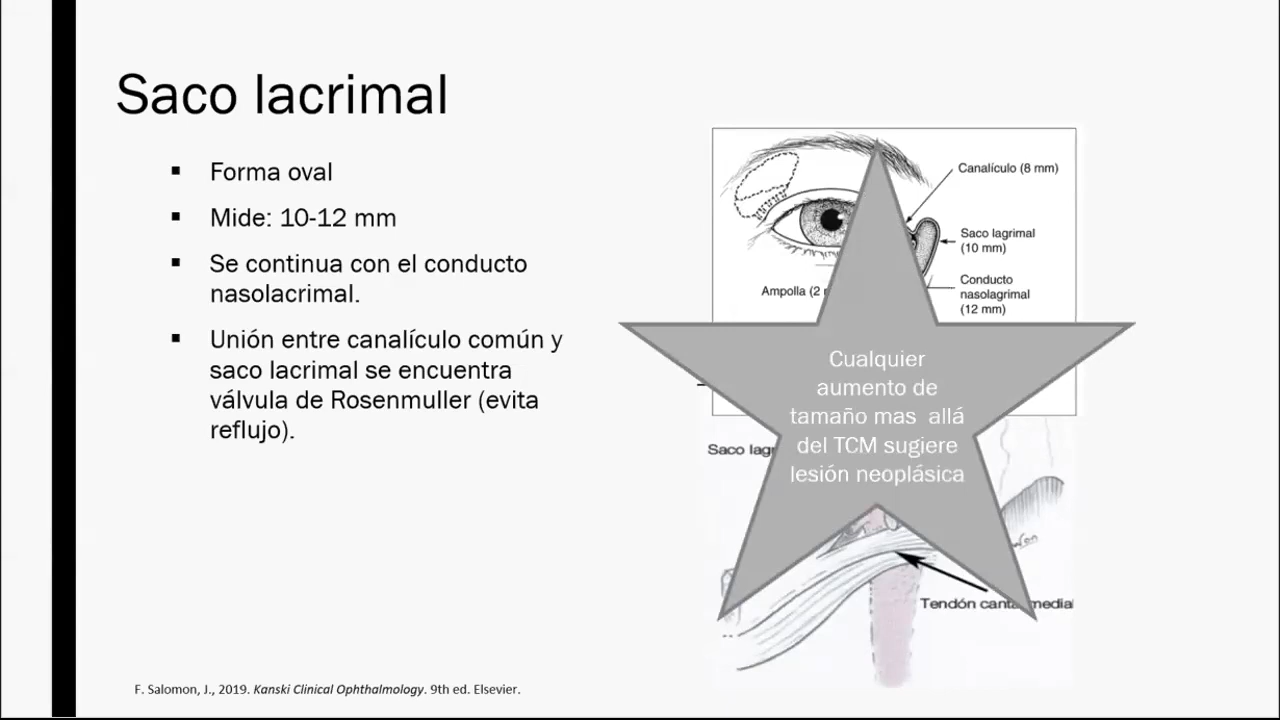 Saco lacrimal
▪ Forma oval
▪ Mide: 10-12 mm
▪ Se continua con el conducto
nasolacrimal.
▪ Unión entre canalículo común y
saco lacrimal se encuentra
válvula de Rosenmuller (evita
reflujo).
Canalículo (8 mm)
Saco lagrimal
(10 mm)
Conducto
nasolagrimal
(12 mm)
Ampolla (2
Cualquier
aumento de
tamaño mas allá
del TCM sugiere
lesión neoplásica
Saco lagr
Tendón canta medial
F. Salomon, J., 2019. Kanski Clinical Ophthalmology. 9th ed. Elsevier.